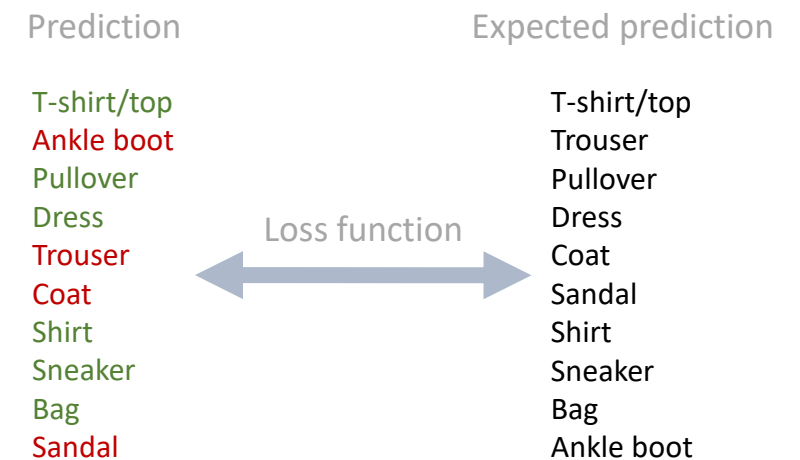 Prediction
Expected prediction
T-shirt/top
Ankle boot
Pullover
Dress
Trouser
Coat
Shirt
Sneaker
Bag
Sandal
Loss function
T-shirt/top
Trouser
Pullover
Dress
Coat
Sandal
Shirt
Sneaker
Bag
Ankle boot